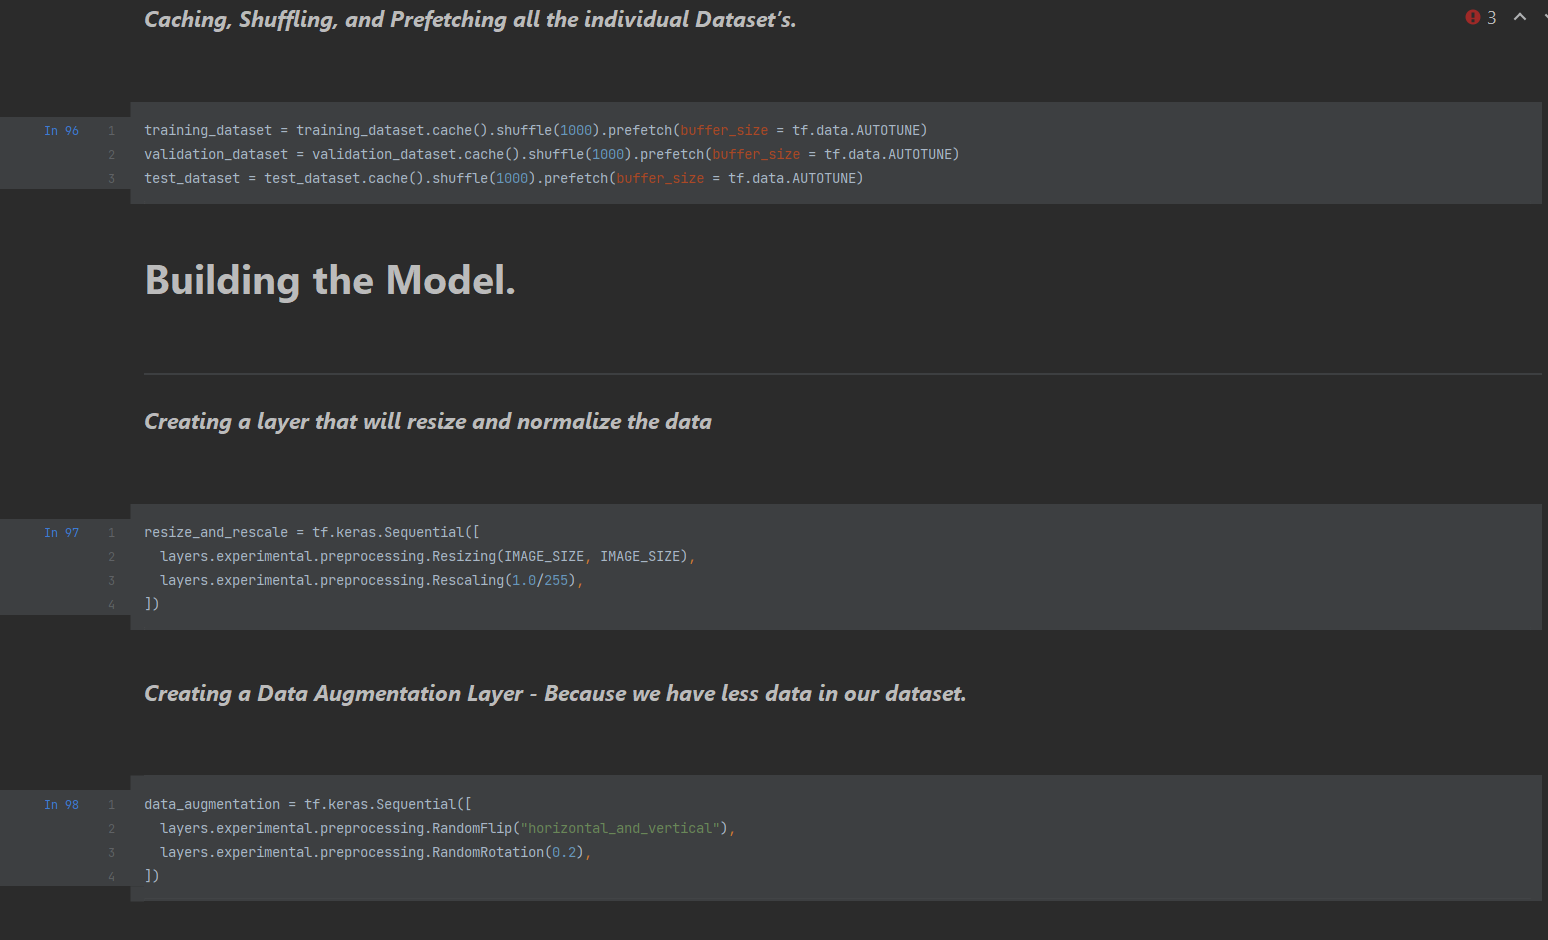 Caching, Shuffling, and Prefetching all the individual Dataset's.
3
In 96
1 training_dataset = training_dataset.cache().shuffle(1000).prefetch(buffer_size = tf.data.AUTOTUNE)
2 validation_dataset = validation_dataset.cache().shuffle(1000).prefetch(buffer_size = tf.data.AUTOTUNE)
3 test_dataset = test_dataset.cache().shuffle(1000).prefetch(buffer_size = tf.data.AUTOTUNE)
Building the Model.
Creating a layer that will resize and normalize the data
In 97
1 resize_and_rescale = tf.keras.Sequential([
2   layers.experimental.preprocessing.Resizing(IMAGE_SIZE, IMAGE_SIZE),
3   layers.experimental.preprocessing.Rescaling(1.0/255),
4 ])
Creating a Data Augmentation Layer - Because we have less data in our dataset.
In 98
1 data_augmentation = tf.keras.Sequential([
2   layers.experimental.preprocessing.RandomFlip("horizontal_and_vertical"),
3   layers.experimental.preprocessing.RandomRotation(0.2),
4 ])